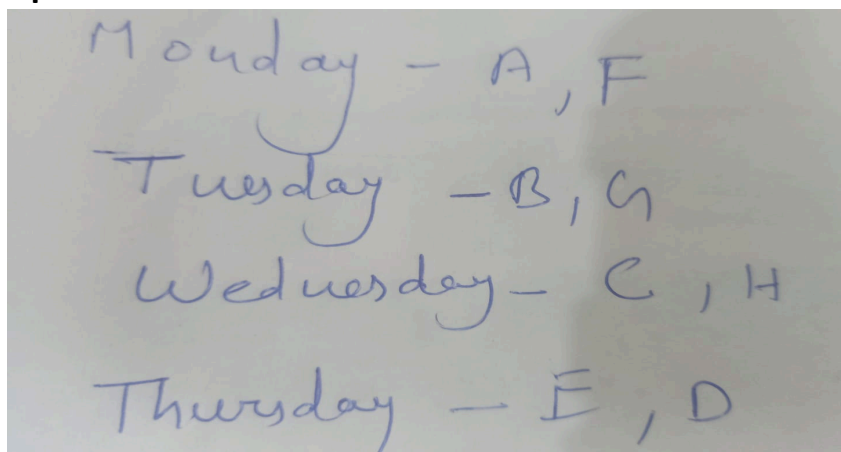 Monday - A, F
Tuesday - B, G
Wednesday - C, H
Thursday - E, D